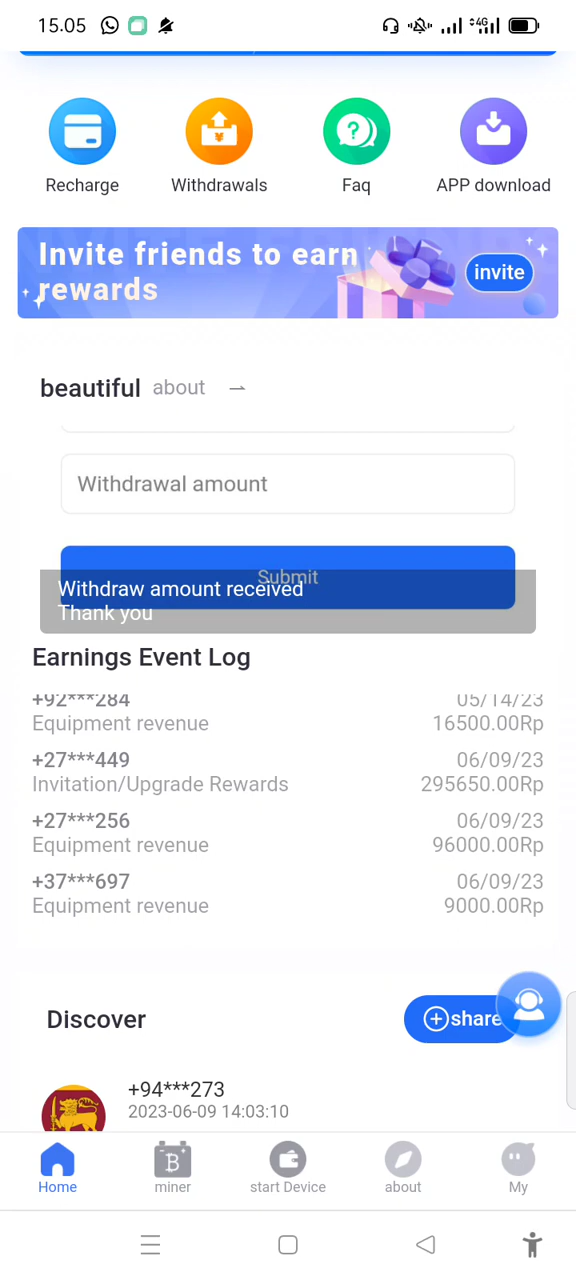 15.05
4G
Recharge
Withdrawals
Faq
APP download
Invite friends to earn
rewards
invite
beautiful about
Withdrawal amount
Submit
Withdraw amount received
Thank you
Earnings Event Log
+92***284 05/14/23
Equipment revenue 16500.00Rp
+27***449 06/09/23
Invitation/Upgrade Rewards 295650.00Rp
+27***256 06/09/23
Equipment revenue 96000.00Rp
+37***697 06/09/23
Equipment revenue 9000.00Rp
Discover
share
+94***273
2023-06-09 14:03:10
Home
miner
start Device
about
My